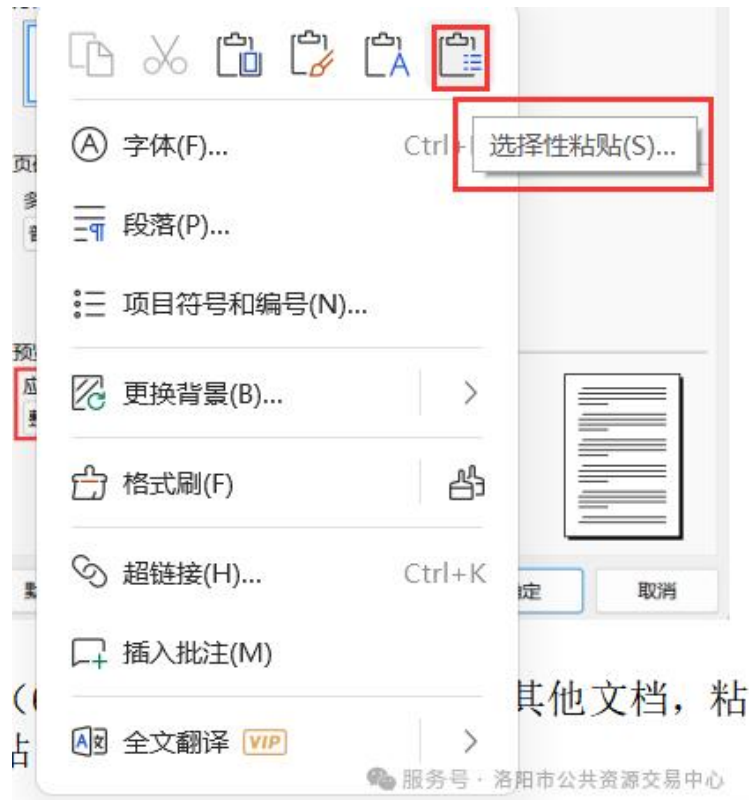 字体(F)...
Ctrl+
选择性粘贴(S)...
段落(P)...
项目符号和编号(N)...
更换背景(B)...
格式刷(F)
超链接(H)...
Ctrl+K
取消
插入批注(M)
其他文档，粘
全文翻译 VIP
服务号 · 洛阳市公共资源交易中心